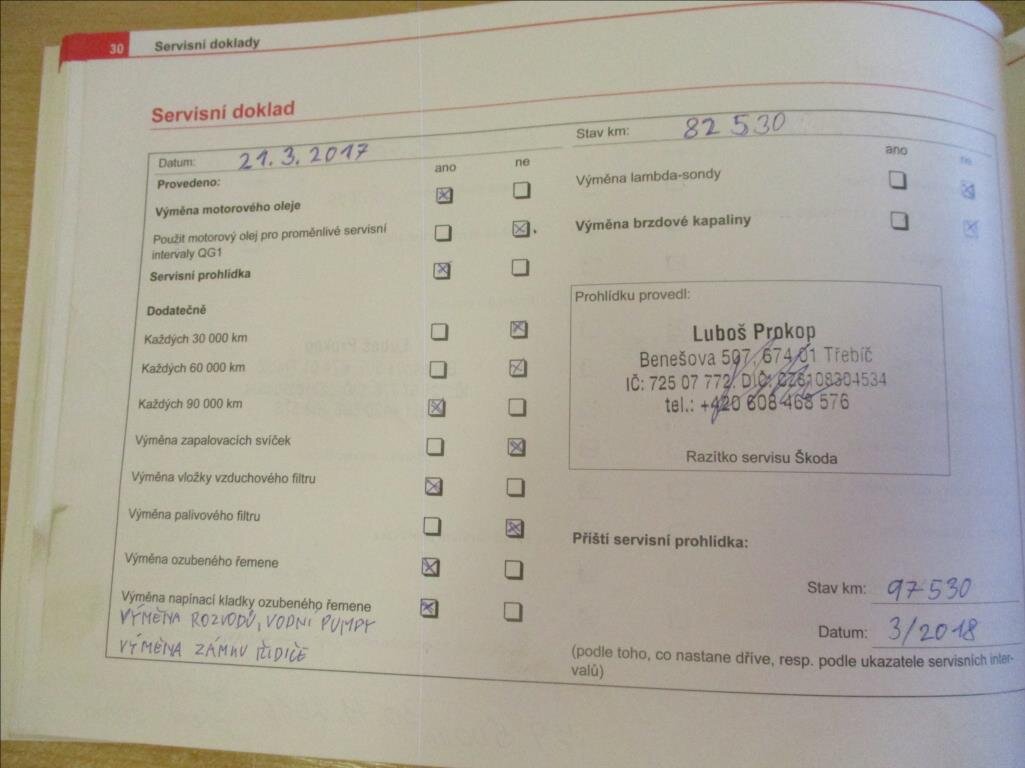 30 Servisní doklady
Servisní doklad
Datum: 21. 3. 2017
ano ne
Provedeno:
Výměna motorového oleje
Použit motorový olej pro proměnlivé servisní
intervaly QG1
Servisní prohlídka
Dodatečně
Každých 30 000 km
Každých 60 000 km
Každých 90 000 km
Výměna zapalovacích svíček
Výměna vložky vzduchového filtru
Výměna palivového filtru
Výměna ozubeného řemene
Výměna napínací kladky ozubeného řemene
VÝMĚNA ROZVODŮ, VODNÍ PUMPY
VÝMĚNA ZÁMKU ŘIDIČE
Stav km: 82 530
ano ne
Výměna lambda-sondy
Výměna brzdové kapaliny
Prohlídku provedl:
Luboš Prokop
Benešova 507, 674 01 Třebíč
IČ: 725 07 772, DIČ: CZ6108304534
tel.: +420 608 468 576
Razítko servisu Škoda
Příští servisní prohlídka:
Stav km: 97 530
Datum: 3/2018
(podle toho, co nastane dříve, resp. podle ukazatele servisních inter-
valů)